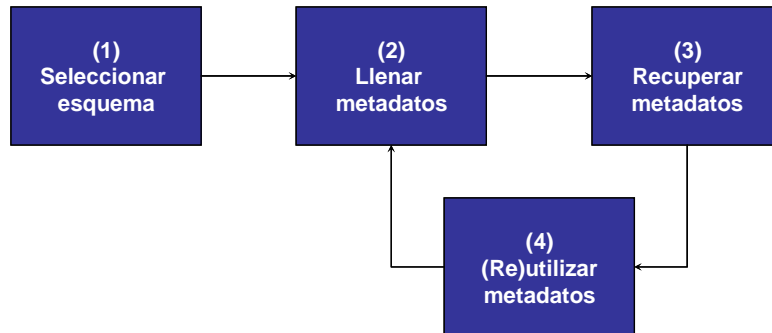 (1)
Seleccionar
esquema
(2)
Llenar
metadatos
(3)
Recuperar
metadatos
(4)
(Re)utilizar
metadatos